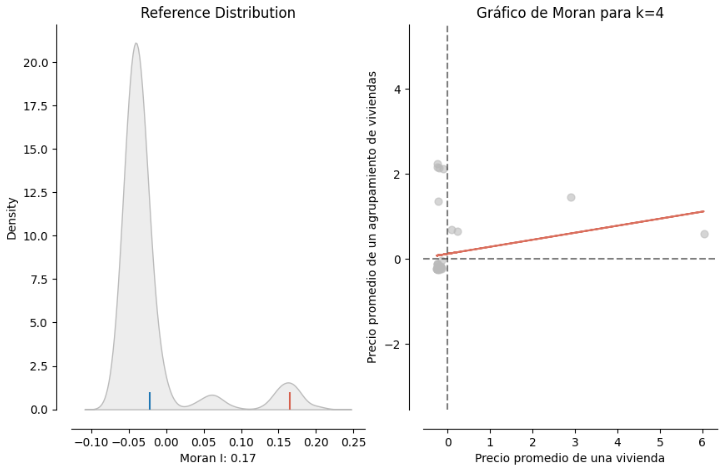 Reference Distribution
Density
20.0
17.5
15.0
12.5
10.0
7.5
5.0
2.5
0.0
−0.10 −0.05 0.00 0.05 0.10 0.15 0.20 0.25
Moran I: 0.17
Gráfico de Moran para k=4
Precio promedio de un agrupamiento de viviendas
4
2
0
−2
0 1 2 3 4 5 6
Precio promedio de una vivienda